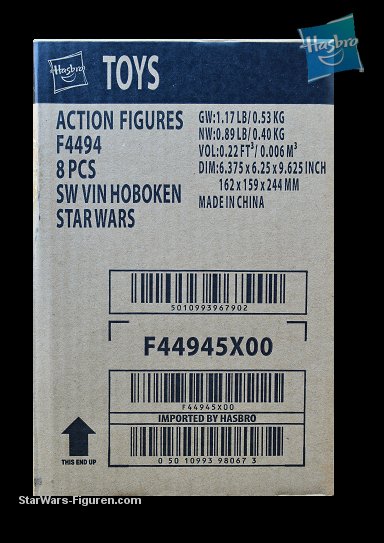 Hasbro
Hasbro
TOYS
ACTION FIGURES
F4494
8 PCS
SW VIN HOBOKEN
STAR WARS
GW:1.17 LB/ 0.53 KG
NW:0.89 LB/ 0.40 KG
VOL:0.22 FT³/ 0.006 M³
DIM:6.375 x 6.25 x 9.625 INCH
162 x 159 x 244 MM
MADE IN CHINA
5010993967902
F44945X00
F44945X00
IMPORTED BY HASBRO
0 50 10993 98067 3
THIS END UP
StarWars-Figuren.com